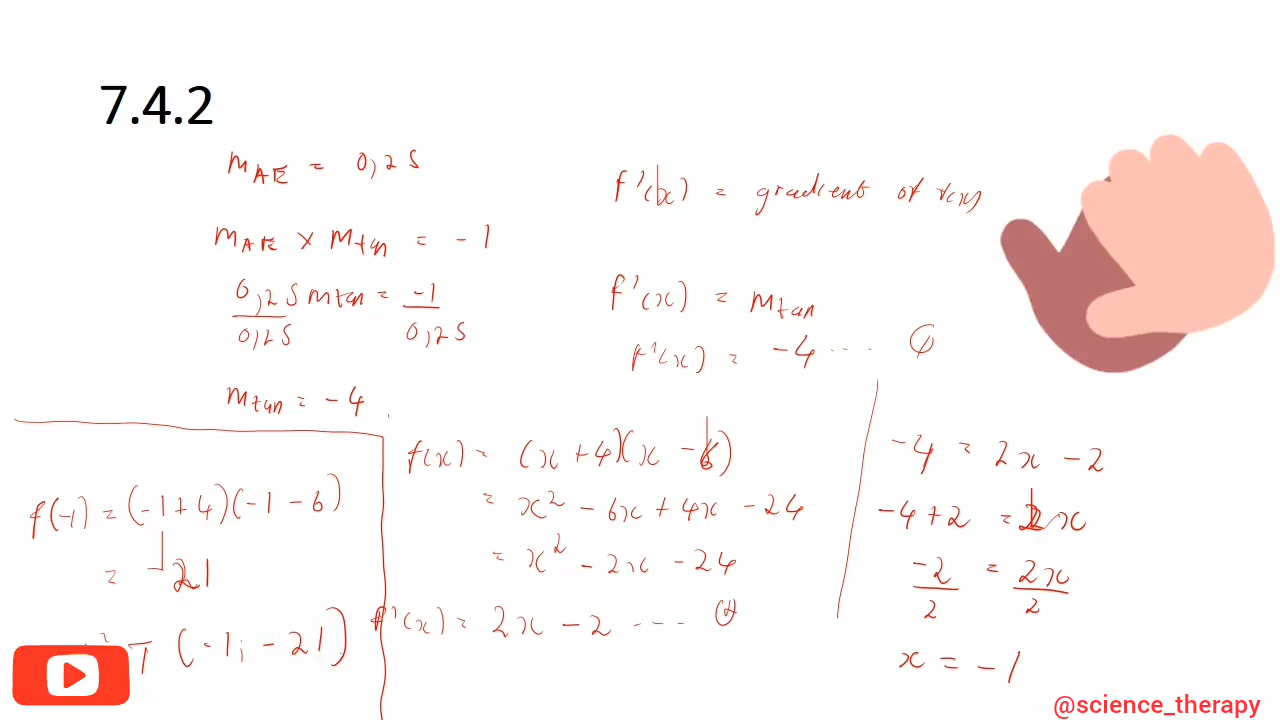 7.4.2
mAE = 0,25
mAE × mtan = -1
0,25 mtan = -1
0,25 0,25
mtan = -4
f'(x) = gradient of f(x)
f'(x) = mtan
f'(x) = -4 ---- ①
f(x) = (x+4)(x-6)
= x² - 6x + 4x - 24
= x² - 2x - 24
f'(x) = 2x - 2 ---- ②
-4 = 2x - 2
-4 + 2 = 2x
-2 = 2x
2 2
x = -1
f(-1) = (-1+4)(-1-6)
= -21
T (-1; -21)
@science_therapy